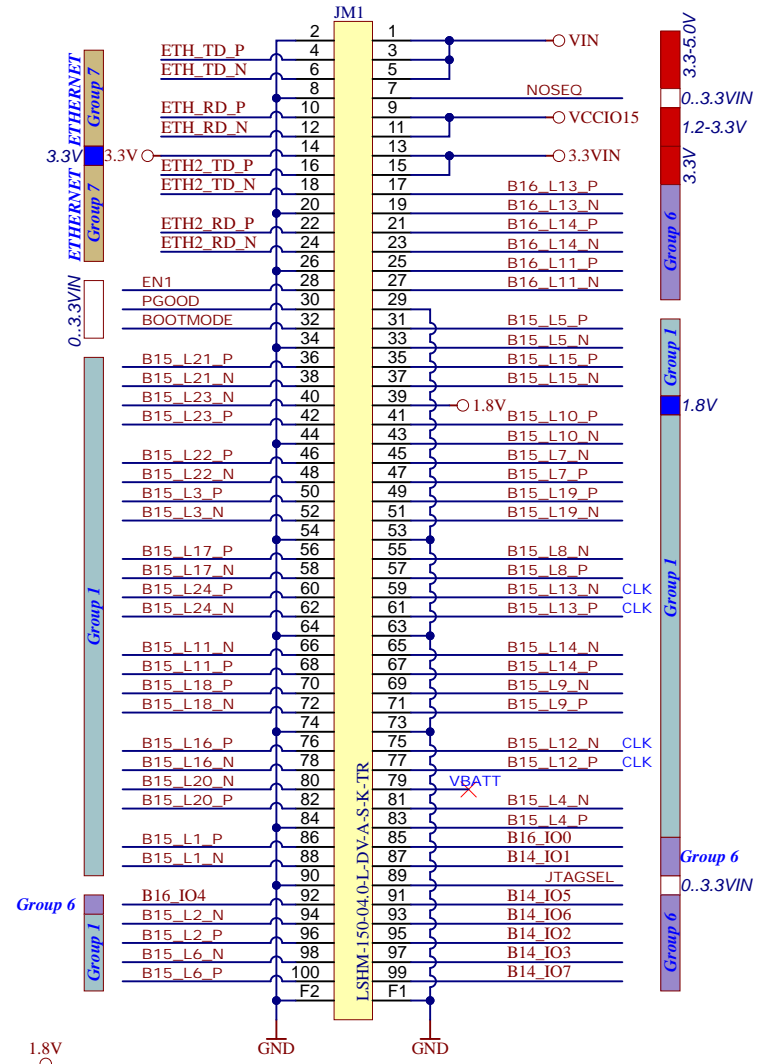 JM1
2 1
VIN
ETH_TD_P 4 3
ETH_TD_N 6 5
8 7 NOSEQ
ETH_RD_P 10 9
VCCIO15
ETH_RD_N 12 11
3.3V 3.3V 14 13 3.3VIN
ETH2_TD_P 16 15
ETH2_TD_N 18 17 B16_L13_P
20 19 B16_L13_N
ETH2_RD_P 22 21 B16_L14_P
ETH2_RD_N 24 23 B16_L14_N
26 25 B16_L11_P
EN1 28 27 B16_L11_N
PGOOD 30 29
BOOTMODE 32 31 B15_L5_P
34 33 B15_L5_N
B15_L21_P 36 35 B15_L15_P
B15_L21_N 38 37 B15_L15_N
B15_L23_N 40 39 1.8V 1.8V
B15_L23_P 42 41 B15_L10_P
44 43 B15_L10_N
B15_L22_P 46 45 B15_L7_N
B15_L22_N 48 47 B15_L7_P
B15_L3_P 50 49 B15_L19_P
B15_L3_N 52 51 B15_L19_N
54 53
B15_L17_P 56 55 B15_L8_N
B15_L17_N 58 57 B15_L8_P
B15_L24_P 60 59 B15_L13_N CLK
B15_L24_N 62 61 B15_L13_P CLK
64 63
B15_L11_N 66 65 B15_L14_N
B15_L11_P 68 67 B15_L14_P
B15_L18_P 70 69 B15_L9_N
B15_L18_N 72 71 B15_L9_P
74 73
B15_L16_P 76 75 B15_L12_N CLK
B15_L16_N 78 77 B15_L12_P CLK
B15_L20_N 80 79 VBATT
B15_L20_P 82 81 B15_L4_N
84 83 B15_L4_P
B15_L1_P 86 85 B16_IO0
B15_L1_N 88 87 B14_IO1 Group 6
90 89 JTAGSEL 0..3.3VIN
Group 6 B16_IO4 92 91 B14_IO5
B15_L2_N 94 93 B14_IO6
B15_L2_P 96 95 B14_IO2
B15_L6_N 98 97 B14_IO3
B15_L6_P 100 99 B14_IO7
F2 F1
GND GND
1.8V
LSHM-150-04.0-L-DV-A-S-K-TR
ETHERNET
Group 7
ETHERNET
Group 7
0..3.3VIN
Group 1
Group 1
3.3-5.0V
0..3.3VIN
1.2-3.3V
3.3V
Group 6
Group 1
Group 1
Group 6